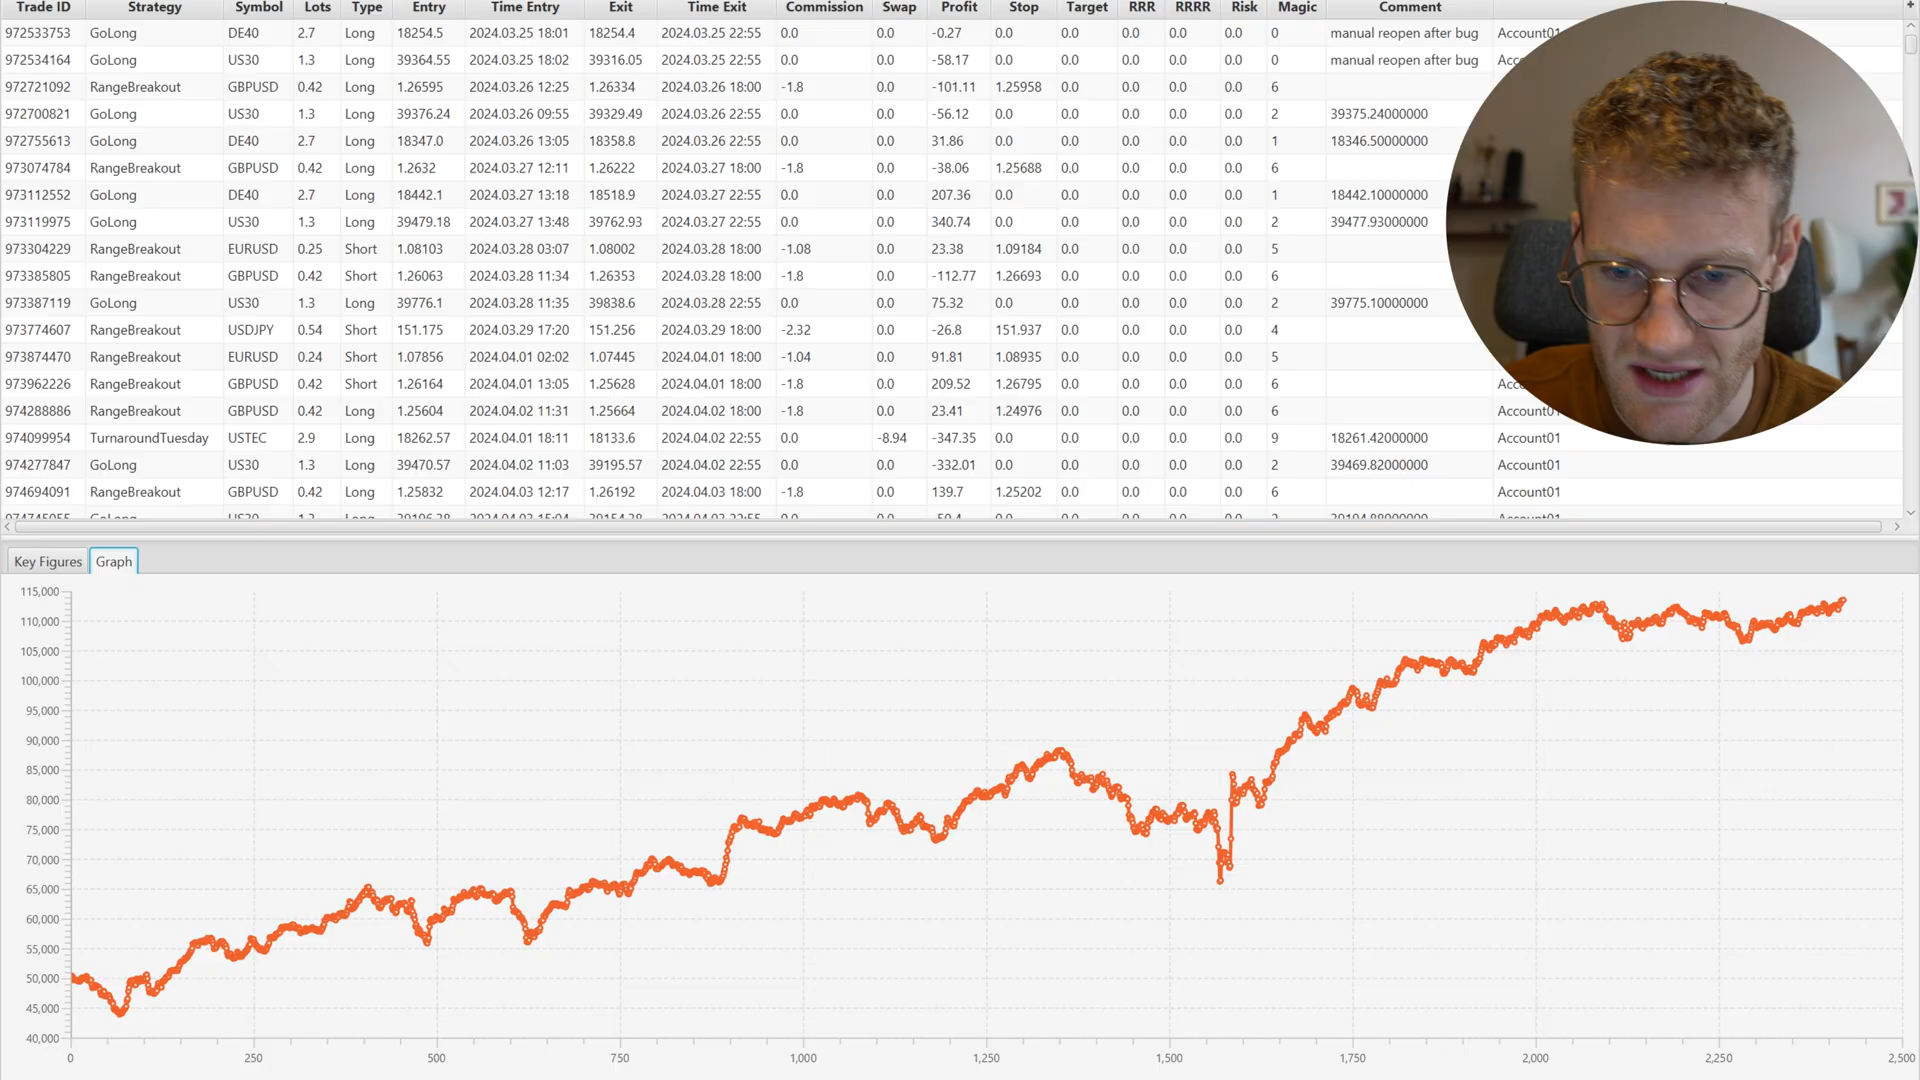 Trade ID Strategy Symbol Lots Type Entry Time Entry Exit Time Exit Commission Swap Profit Stop Target RRR RRRR Risk Magic Comment
972533753 GoLong DE40 2.7 Long 18254.5 2024.03.25 18:01 18254.4 2024.03.25 22:55 0.0 0.0 -0.27 0.0 0.0 0.0 0.0 0.0 0 manual reopen after bug Account01
972534164 GoLong US30 1.3 Long 39364.55 2024.03.25 18:02 39316.05 2024.03.25 22:55 0.0 0.0 -58.17 0.0 0.0 0.0 0.0 0.0 0 manual reopen after bug
972721092 RangeBreakout GBPUSD 0.42 Long 1.26595 2024.03.26 12:25 1.26334 2024.03.26 18:00 -1.8 0.0 -101.11 1.25958 0.0 0.0 0.0 0.0 6
972700821 GoLong US30 1.3 Long 39376.24 2024.03.26 09:55 39329.49 2024.03.26 22:55 0.0 0.0 -56.12 0.0 0.0 0.0 0.0 0.0 2 39375.24000000
972755613 GoLong DE40 2.7 Long 18347.0 2024.03.26 13:05 18358.8 2024.03.26 22:55 0.0 0.0 31.86 0.0 0.0 0.0 0.0 0.0 1 18346.50000000
973074784 RangeBreakout GBPUSD 0.42 Long 1.2632 2024.03.27 12:11 1.26222 2024.03.27 18:00 -1.8 0.0 -38.06 1.25688 0.0 0.0 0.0 0.0 6
973112552 GoLong DE40 2.7 Long 18442.1 2024.03.27 13:18 18518.9 2024.03.27 22:55 0.0 0.0 207.36 0.0 0.0 0.0 0.0 0.0 1 18442.10000000
973119975 GoLong US30 1.3 Long 39479.18 2024.03.27 13:48 39762.93 2024.03.27 22:55 0.0 0.0 340.74 0.0 0.0 0.0 0.0 0.0 2 39477.93000000
973304229 RangeBreakout EURUSD 0.25 Short 1.08103 2024.03.28 03:07 1.08002 2024.03.28 18:00 -1.08 0.0 23.38 1.09184 0.0 0.0 0.0 0.0 5
973385805 RangeBreakout GBPUSD 0.42 Short 1.26063 2024.03.28 11:34 1.26353 2024.03.28 18:00 -1.8 0.0 -112.77 1.26693 0.0 0.0 0.0 0.0 6
973387119 GoLong US30 1.3 Long 39776.1 2024.03.28 11:35 39838.6 2024.03.28 22:55 0.0 0.0 75.32 0.0 0.0 0.0 0.0 0.0 2 39775.10000000
973774607 RangeBreakout USDJPY 0.54 Short 151.175 2024.03.29 17:20 151.256 2024.03.29 18:00 -2.32 0.0 -26.8 151.937 0.0 0.0 0.0 0.0 4
973874470 RangeBreakout EURUSD 0.24 Short 1.07856 2024.04.01 02:02 1.07445 2024.04.01 18:00 -1.04 0.0 91.81 1.08935 0.0 0.0 0.0 0.0 5
973962226 RangeBreakout GBPUSD 0.42 Short 1.26164 2024.04.01 13:05 1.25628 2024.04.01 18:00 -1.8 0.0 209.52 1.26795 0.0 0.0 0.0 0.0 6
974288886 RangeBreakout GBPUSD 0.42 Long 1.25604 2024.04.02 11:31 1.25664 2024.04.02 18:00 -1.8 0.0 23.41 1.24976 0.0 0.0 0.0 0.0 6 Account01
974099954 TurnaroundTuesday USTEC 2.9 Long 18262.57 2024.04.01 18:11 18133.6 2024.04.02 22:55 0.0 -8.94 -347.35 0.0 0.0 0.0 0.0 0.0 9 18261.42000000 Account01
974277847 GoLong US30 1.3 Long 39470.57 2024.04.02 11:03 39195.57 2024.04.02 22:55 0.0 0.0 -332.01 0.0 0.0 0.0 0.0 0.0 2 39469.82000000 Account01
974694091 RangeBreakout GBPUSD 0.42 Long 1.25832 2024.04.03 12:17 1.26192 2024.04.03 18:00 -1.8 0.0 139.7 1.25202 0.0 0.0 0.0 0.0 6 Account01
Key Figures Graph
115,000
110,000
105,000
100,000
95,000
90,000
85,000
80,000
75,000
70,000
65,000
60,000
55,000
50,000
45,000
40,000
0 250 500 750 1,000 1,250 1,500 1,750 2,000 2,250 2,500